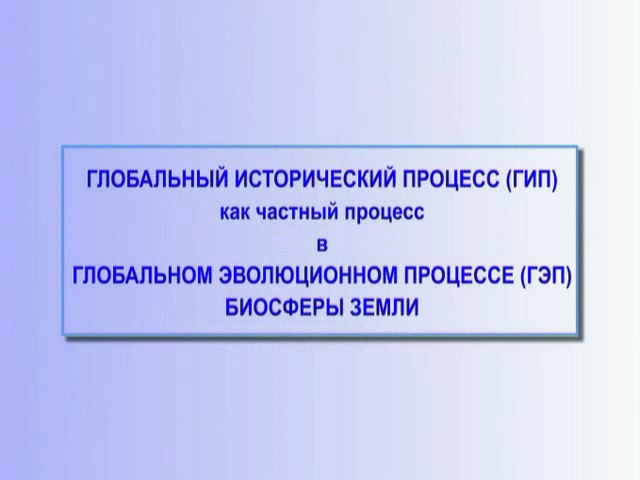 ГЛОБАЛЬНЫЙ ИСТОРИЧЕСКИЙ ПРОЦЕСС (ГИП)
как частный процесс
в
ГЛОБАЛЬНОМ ЭВОЛЮЦИОННОМ ПРОЦЕССЕ (ГЭП)
БИОСФЕРЫ ЗЕМЛИ